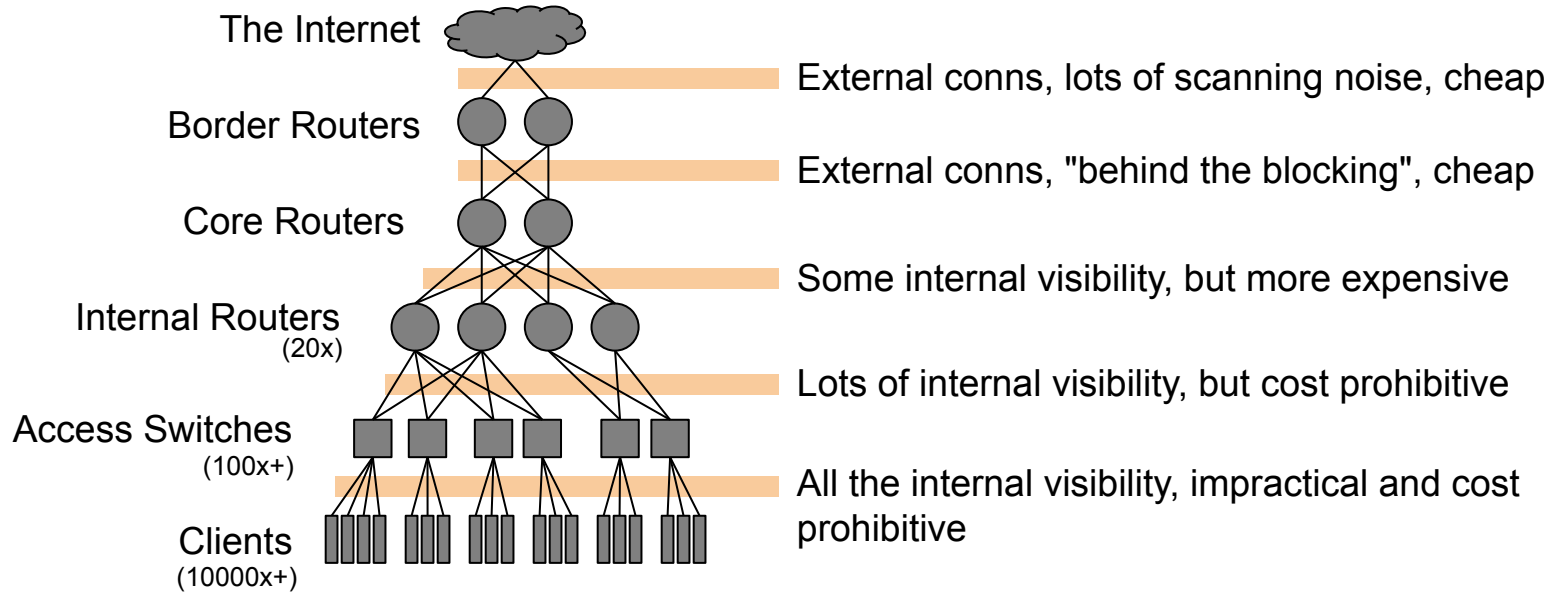 The Internet
External conns, lots of scanning noise, cheap
Border Routers
External conns, "behind the blocking", cheap
Core Routers
Some internal visibility, but more expensive
Internal Routers
(20x)
Lots of internal visibility, but cost prohibitive
Access Switches
(100x+)
All the internal visibility, impractical and cost
prohibitive
Clients
(10000x+)